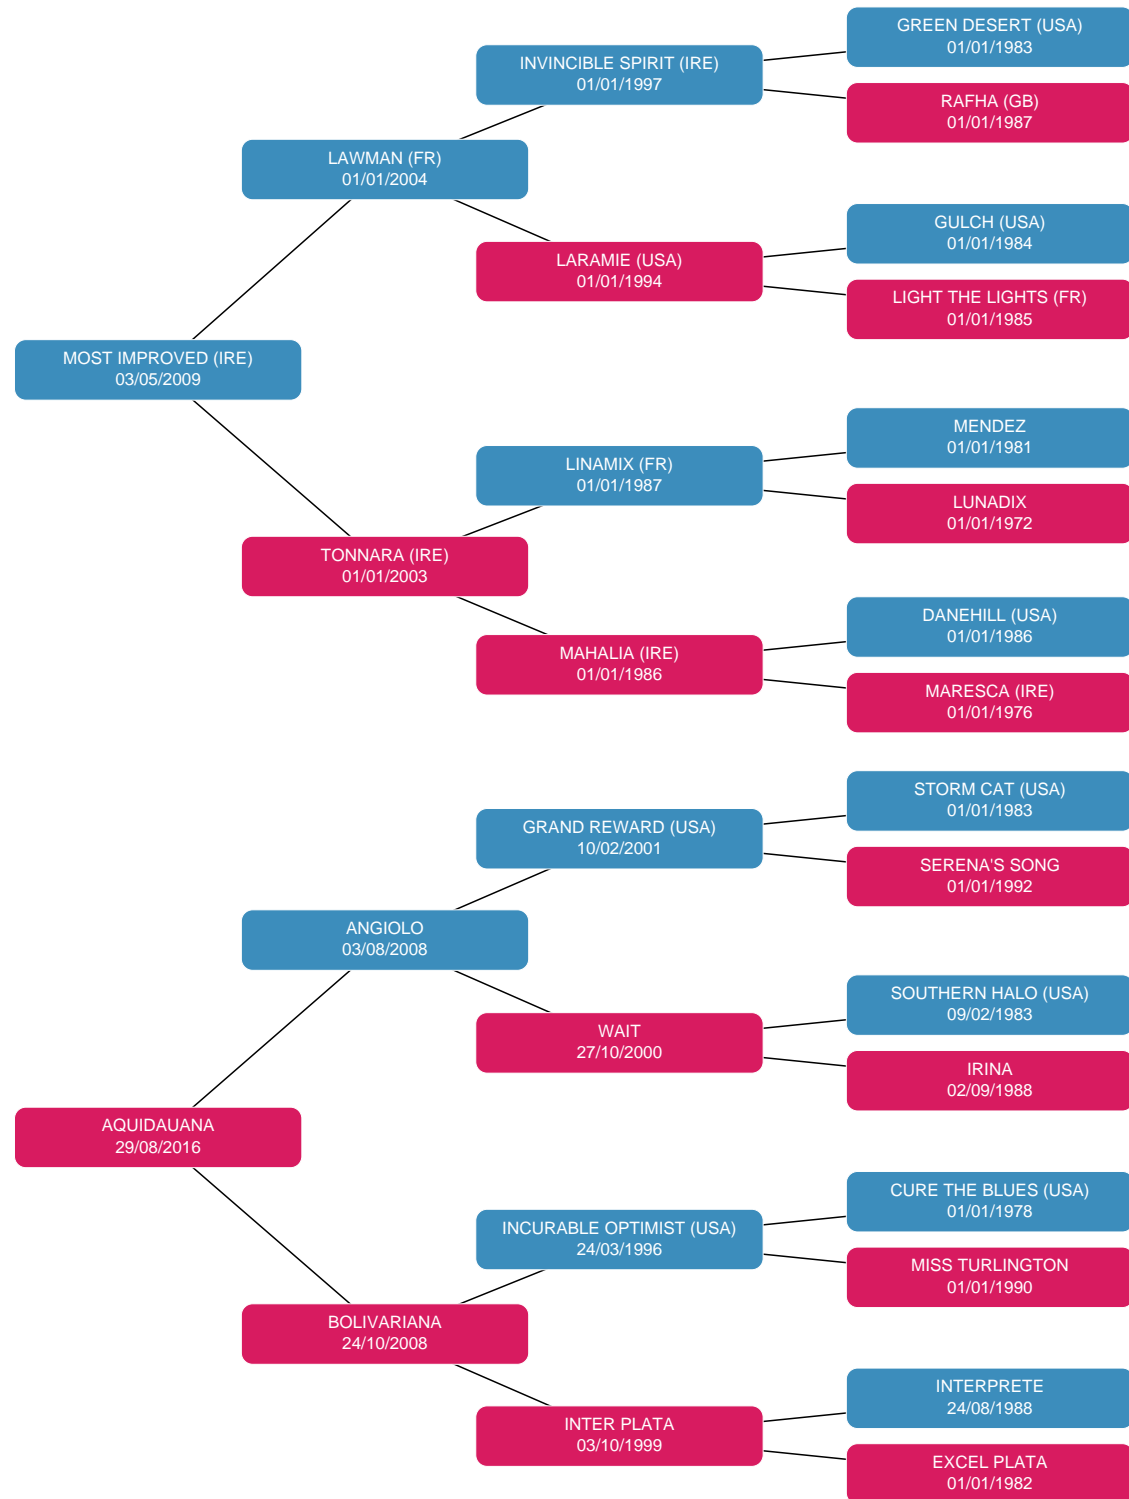 GREEN DESERT (USA)
01/01/1983
INVINCIBLE SPIRIT (IRE)
01/01/1997
RAFHA (GB)
01/01/1987
LAWMAN (FR)
01/01/2004
GULCH (USA)
01/01/1984
LARAMIE (USA)
01/01/1994
LIGHT THE LIGHTS (FR)
01/01/1985
MOST IMPROVED (IRE)
03/05/2009
MENDEZ
01/01/1981
LINAMIX (FR)
01/01/1987
LUNADIX
01/01/1972
TONNARA (IRE)
01/01/2003
DANEHILL (USA)
01/01/1986
MAHALIA (IRE)
01/01/1986
MARESCA (IRE)
01/01/1976
STORM CAT (USA)
01/01/1983
GRAND REWARD (USA)
10/02/2001
SERENA'S SONG
01/01/1992
ANGIOLO
03/08/2008
SOUTHERN HALO (USA)
09/02/1983
WAIT
27/10/2000
IRINA
02/09/1988
AQUIDAUANA
29/08/2016
CURE THE BLUES (USA)
01/01/1978
INCURABLE OPTIMIST (USA)
24/03/1996
MISS TURLINGTON
01/01/1990
BOLIVARIANA
24/10/2008
INTERPRETE
24/08/1988
INTER PLATA
03/10/1999
EXCEL PLATA
01/01/1982